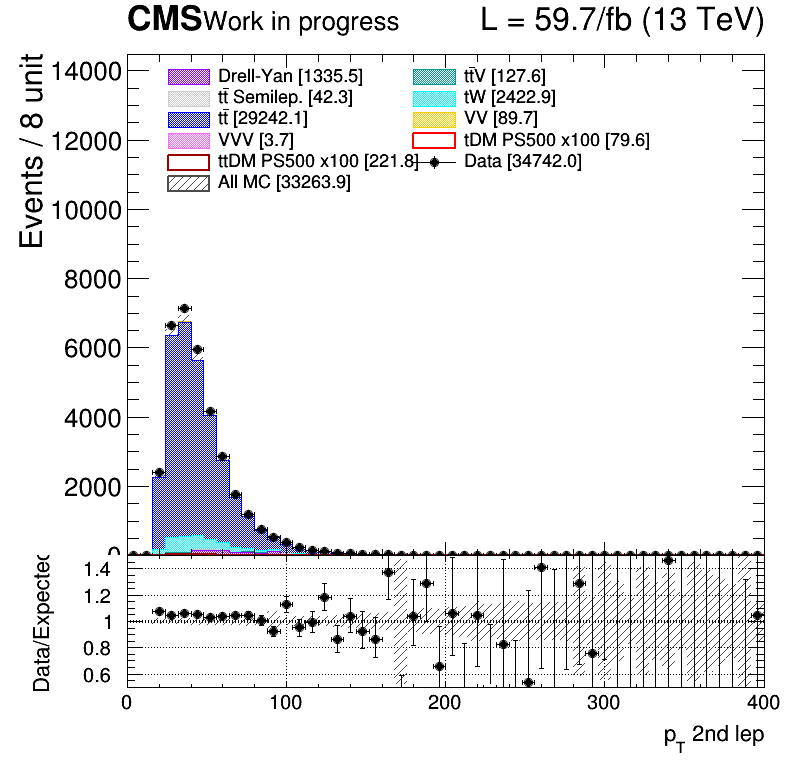 CMS Work in progress L = 59.7/fb (13 TeV)
Events / 8 unit
14000
12000
10000
8000
6000
4000
2000
0
Drell-Yan [1335.5]
tt̄ Semilep. [42.3]
tt̄ [29242.1]
VVV [3.7]
ttDM PS500 x100 [221.8]
All MC [33263.9]
tt̄V [127.6]
tW [2422.9]
VV [89.7]
tDM PS500 x100 [79.6]
Data [34742.0]
Data/Expected
1.4
1.2
1
0.8
0.6
0 100 200 300 400
pT 2nd lep